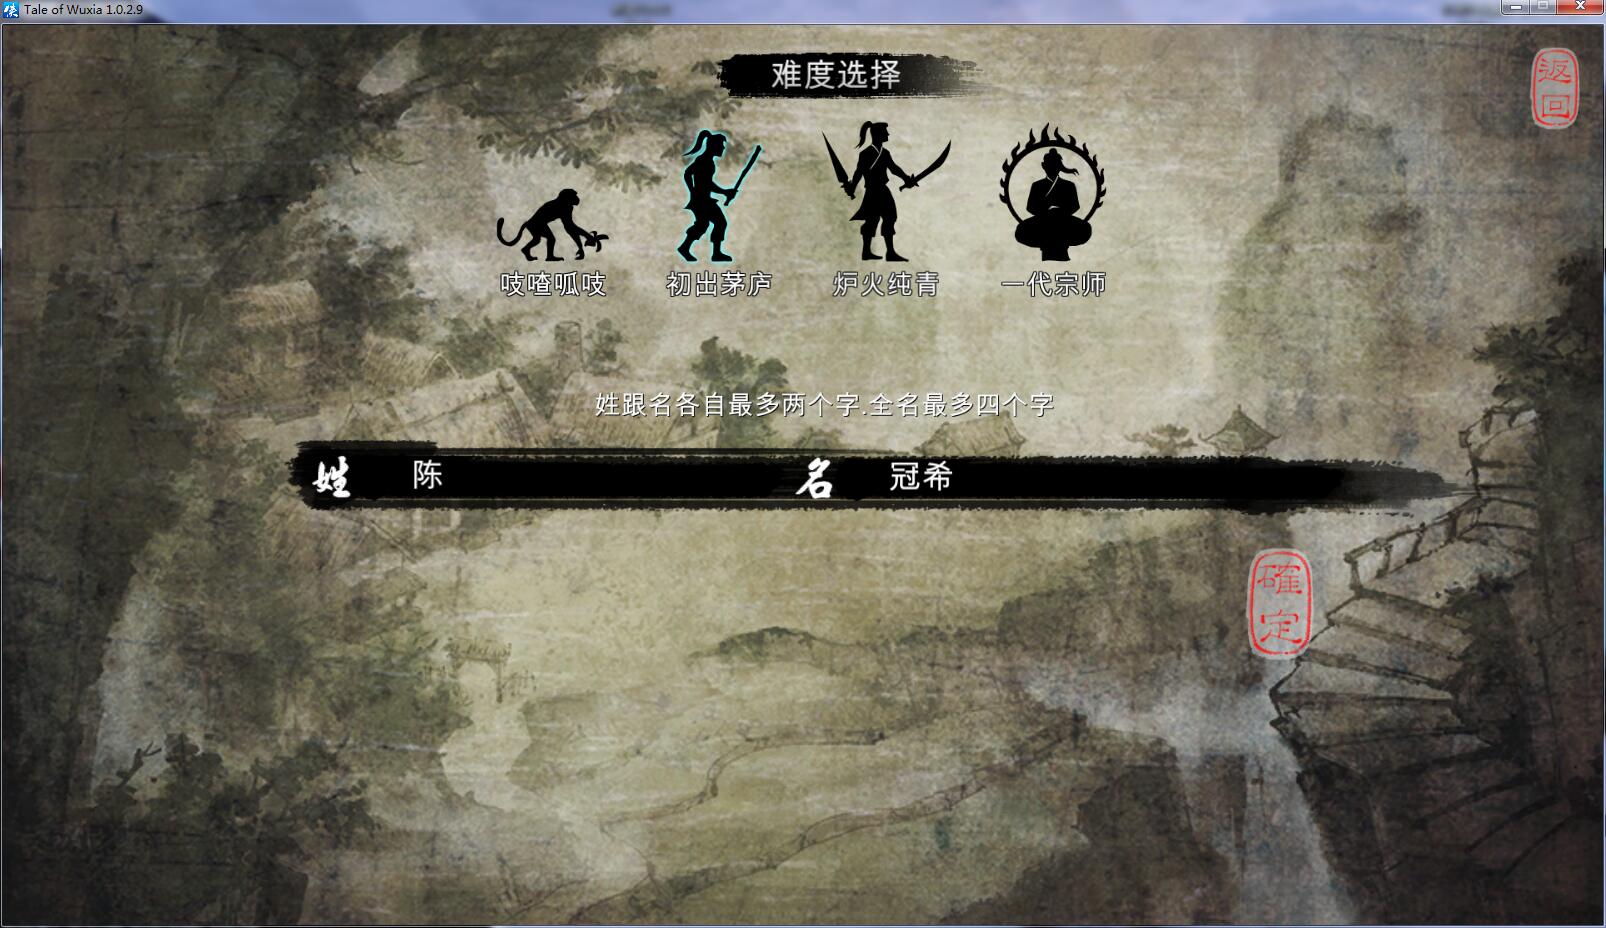 Tale of Wuxia 1.0.2.9
难度选择
返回
吱喳呱吱 初出茅庐 炉火纯青 一代宗师
姓跟名各自最多两个字.全名最多四个字
姓 陈 名 冠希
確定